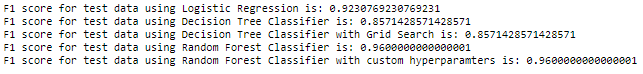 F1 score for test data using Logistic Regression is: 0.9230769230769231
F1 score for test data using Decision Tree Classifier is: 0.8571428571428571
F1 score for test data using Decision Tree Classifier with Grid Search is: 0.8571428571428571
F1 score for test data using Random Forest Classifier is: 0.9600000000000001
F1 score for test data using Random Forest Classifier with custom hyperparamters is: 0.9600000000000001